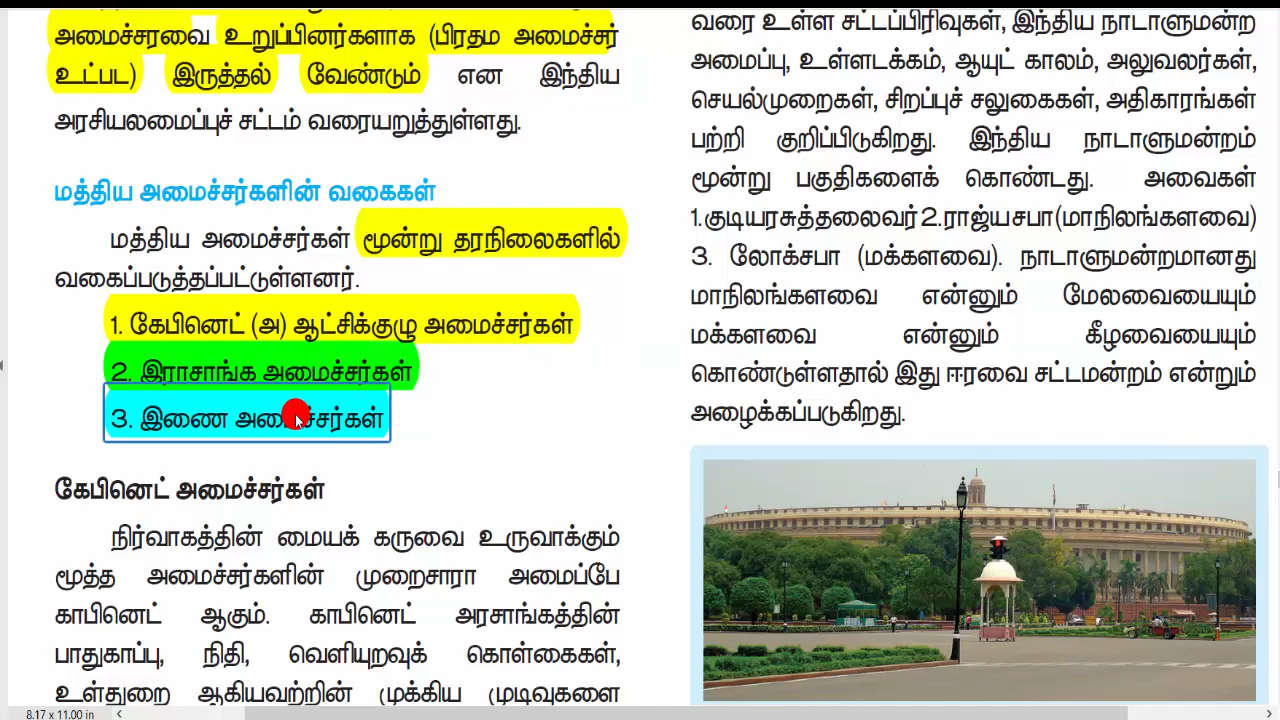 அமைச்சரவை உறுப்பினர்களாக (பிரதம அமைச்சர்
உட்பட) இருத்தல் வேண்டும் என இந்திய
அரசியலமைப்புச் சட்டம் வரையறுத்துள்ளது.
மத்திய அமைச்சர்களின் வகைகள்
மத்திய அமைச்சர்கள் மூன்று தரநிலைகளில்
வகைப்படுத்தப்பட்டுள்ளனர்.
1. கேபினெட் (அ) ஆட்சிக்குழு அமைச்சர்கள்
2. இராசாங்க அமைச்சர்கள்
3. இணை அமைச்சர்கள்
கேபினெட் அமைச்சர்கள்
நிர்வாகத்தின் மையக் கருவை உருவாக்கும்
மூத்த அமைச்சர்களின் முறைசாரா அமைப்பே
காபினெட் ஆகும். காபினெட் அரசாங்கத்தின்
பாதுகாப்பு, நிதி, வெளியுறவுக் கொள்கைகள்,
உள்துறை ஆகியவற்றின் முக்கிய முடிவுகளை
வரை உள்ள சட்டப்பிரிவுகள், இந்திய நாடாளுமன்ற
அமைப்பு, உள்ளடக்கம், ஆயுட் காலம், அலுவலர்கள்,
செயல்முறைகள், சிறப்புச் சலுகைகள், அதிகாரங்கள்
பற்றி குறிப்பிடுகிறது. இந்திய நாடாளுமன்றம்
மூன்று பகுதிகளைக் கொண்டது. அவைகள்
1.குடியரசுத்தலைவர் 2.ராஜ்யசபா (மாநிலங்களவை)
3. லோக்சபா (மக்களவை). நாடாளுமன்றமானது
மாநிலங்களவை என்னும் மேலவையையும்
மக்களவை என்னும் கீழவையையும்
கொண்டுள்ளதால் இது ஈரவை சட்டமன்றம் என்றும்
அழைக்கப்படுகிறது.
8.17 x 11.00 in